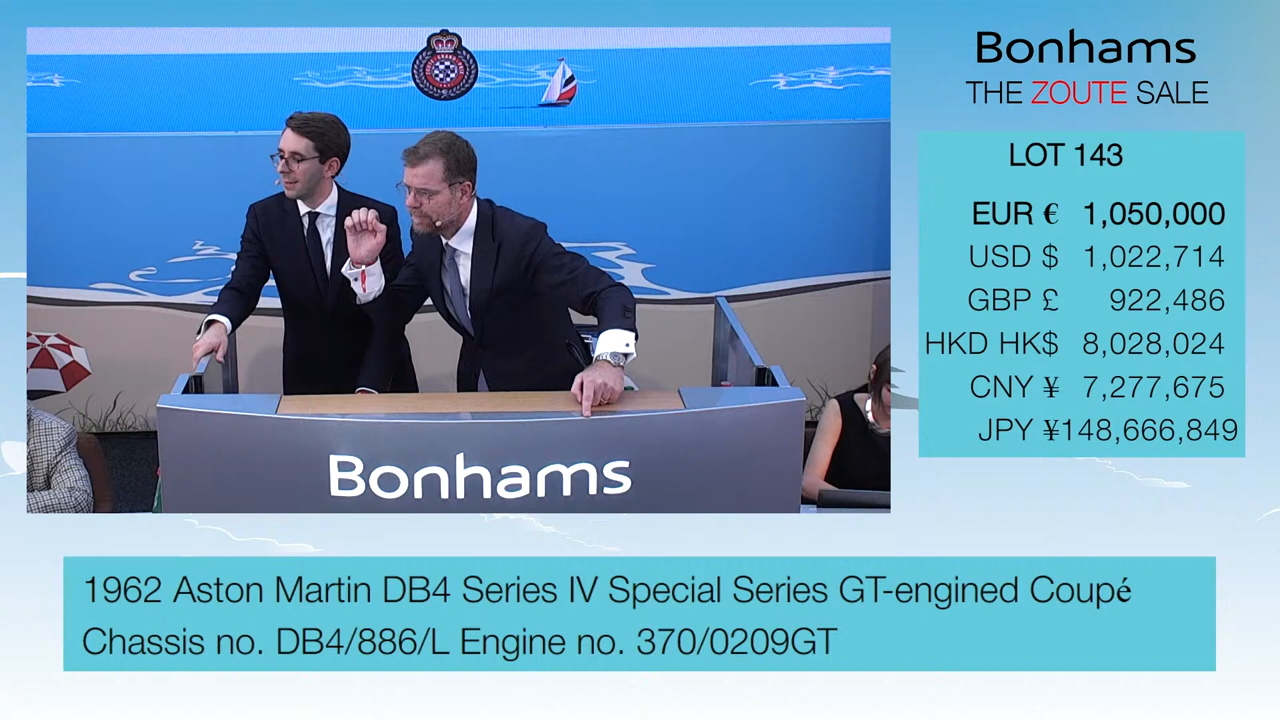 Bonhams
THE ZOUTE SALE
LOT 143
EUR € 1,050,000
USD $ 1,022,714
GBP £ 922,486
HKD HK$ 8,028,024
CNY ¥ 7,277,675
JPY ¥148,666,849
Bonhams
1962 Aston Martin DB4 Series IV Special Series GT-engined Coupé
Chassis no. DB4/886/L Engine no. 370/0209GT